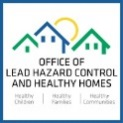 OFFICE OF
LEAD HAZARD CONTROL
AND HEALTHY HOMES
Healthy Healthy Healthy
Children Families Communities